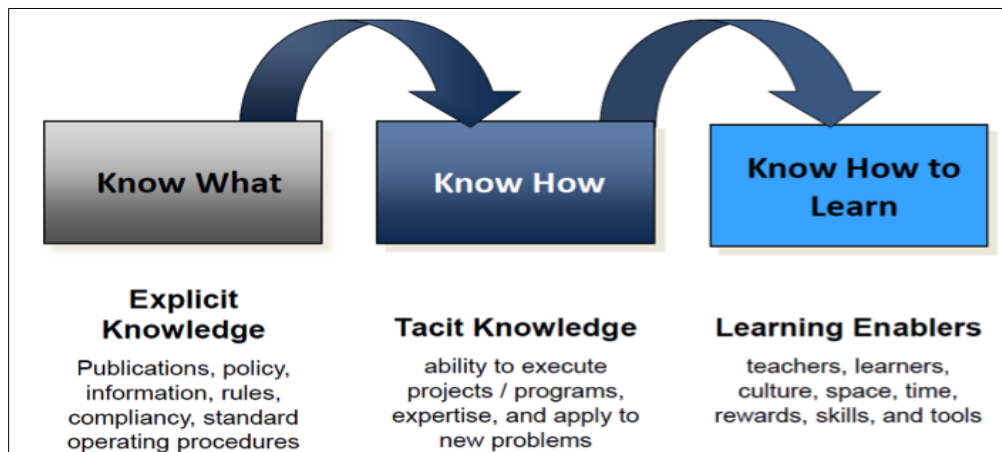 Know What
Know How
Know How to
Learn
Explicit
Knowledge
Publications, policy,
information, rules,
compliancy, standard
operating procedures
Tacit Knowledge
ability to execute
projects / programs,
expertise, and apply to
new problems
Learning Enablers
teachers, learners,
culture, space, time,
rewards, skills, and tools